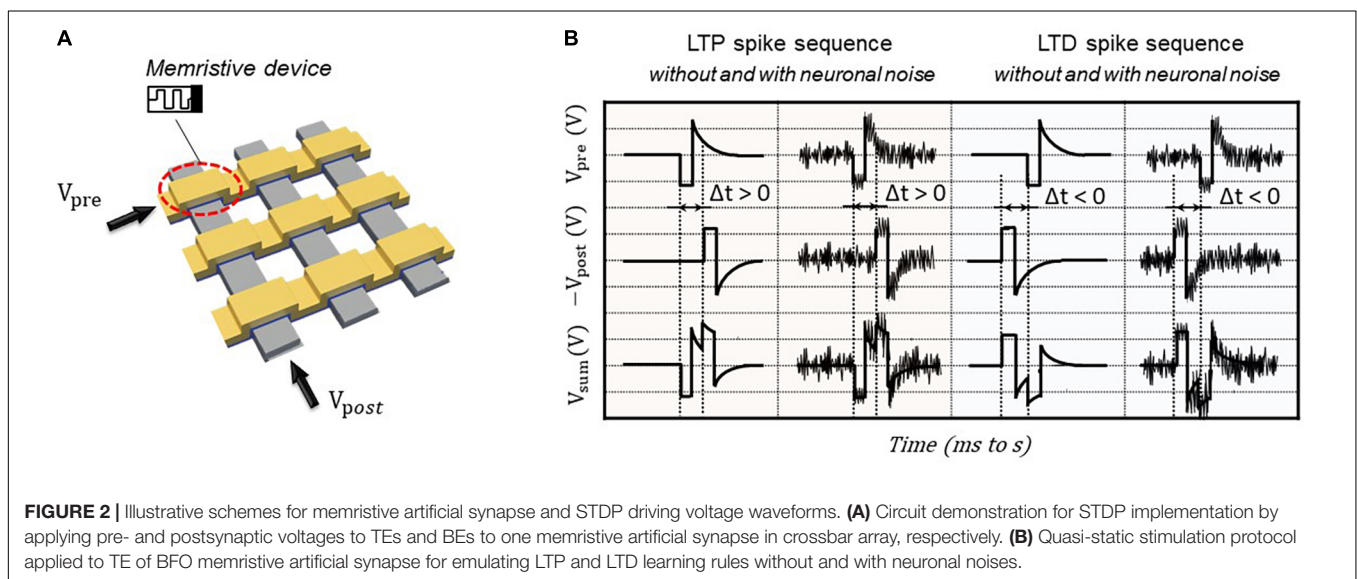 A
Memristive device
V_pre
V_post
B
LTP spike sequence
without and with neuronal noise
LTD spike sequence
without and with neuronal noise
V_pre (V)
Δt > 0
Δt > 0
Δt < 0
Δt < 0
−V_post (V)
V_sum (V)
Time (ms to s)
FIGURE 2 | Illustrative schemes for memristive artificial synapse and STDP driving voltage waveforms. (A) Circuit demonstration for STDP implementation by
applying pre- and postsynaptic voltages to TEs and BEs to one memristive artificial synapse in crossbar array, respectively. (B) Quasi-static stimulation protocol
applied to TE of BFO memristive artificial synapse for emulating LTP and LTD learning rules without and with neuronal noises.